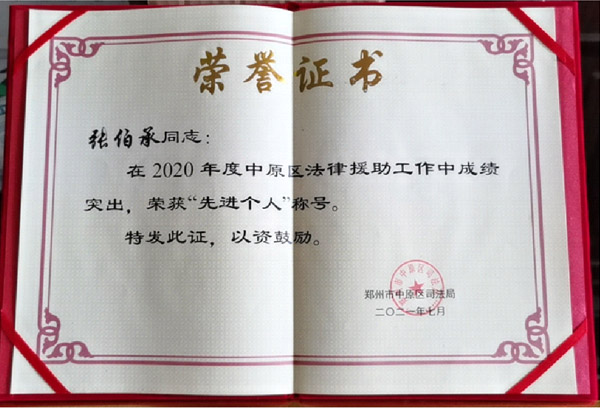 荣誉证书
张伯承同志：
在2020年度中原区法律援助工作中成绩
突出，荣获“先进个人”称号。
特发此证，以资鼓励。
郑州市中原区司法局
二〇二一年七月